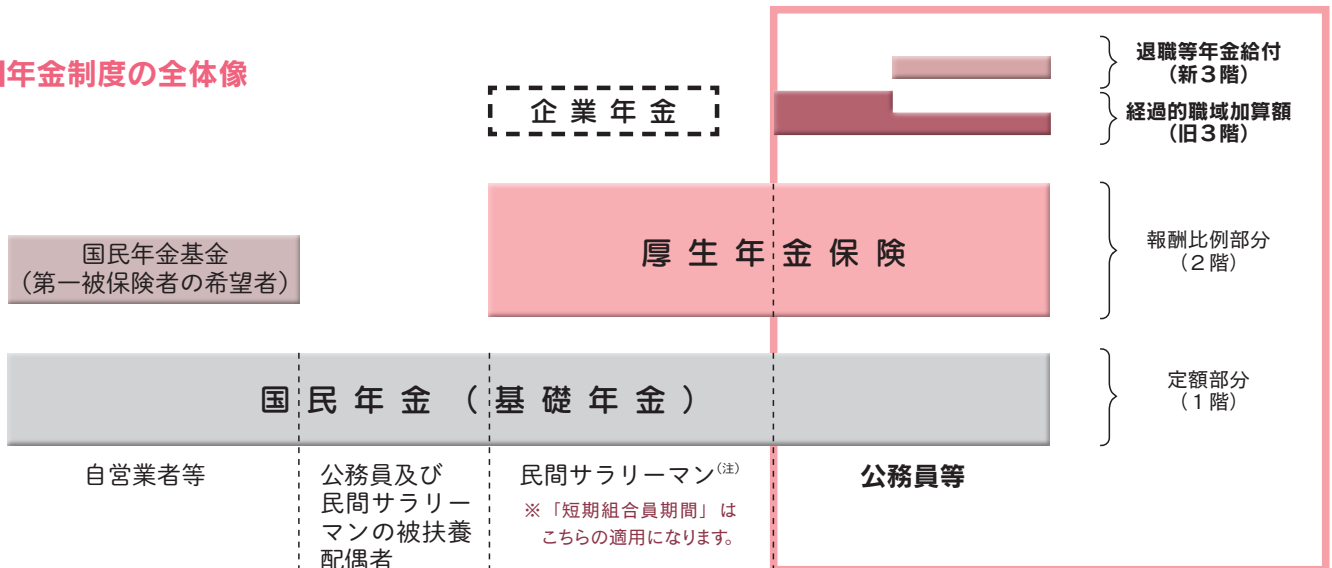 年金制度の全体像
企業年金
退職等年金給付
(新3階)
経過的職域加算額
(旧3階)
国民年金基金
(第一被保険者の希望者)
厚生年金保険
報酬比例部分
(2階)
国民年金(基礎年金)
定額部分
(1階)
自営業者等
公務員及び
民間サラリー
マンの被扶養
配偶者
民間サラリーマン(注)
※「短期組合員期間」は
こちらの適用になります。
公務員等